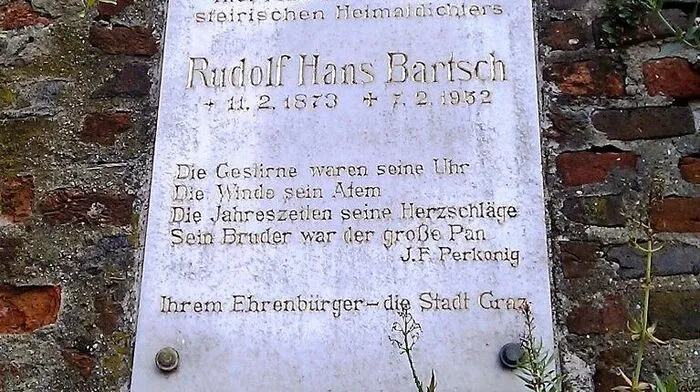 steirischen Heimatdichters
Rudolf Hans Bartsch
* 11. 2. 1873 + 7. 2. 1952
Die Gestirne waren seine Uhr
Die Winde sein Atem
Die Jahreszeiten seine Herzschläge
Sein Bruder war der große Pan
J. F. Perkonig
Ihrem Ehrenbürger – die Stadt Graz